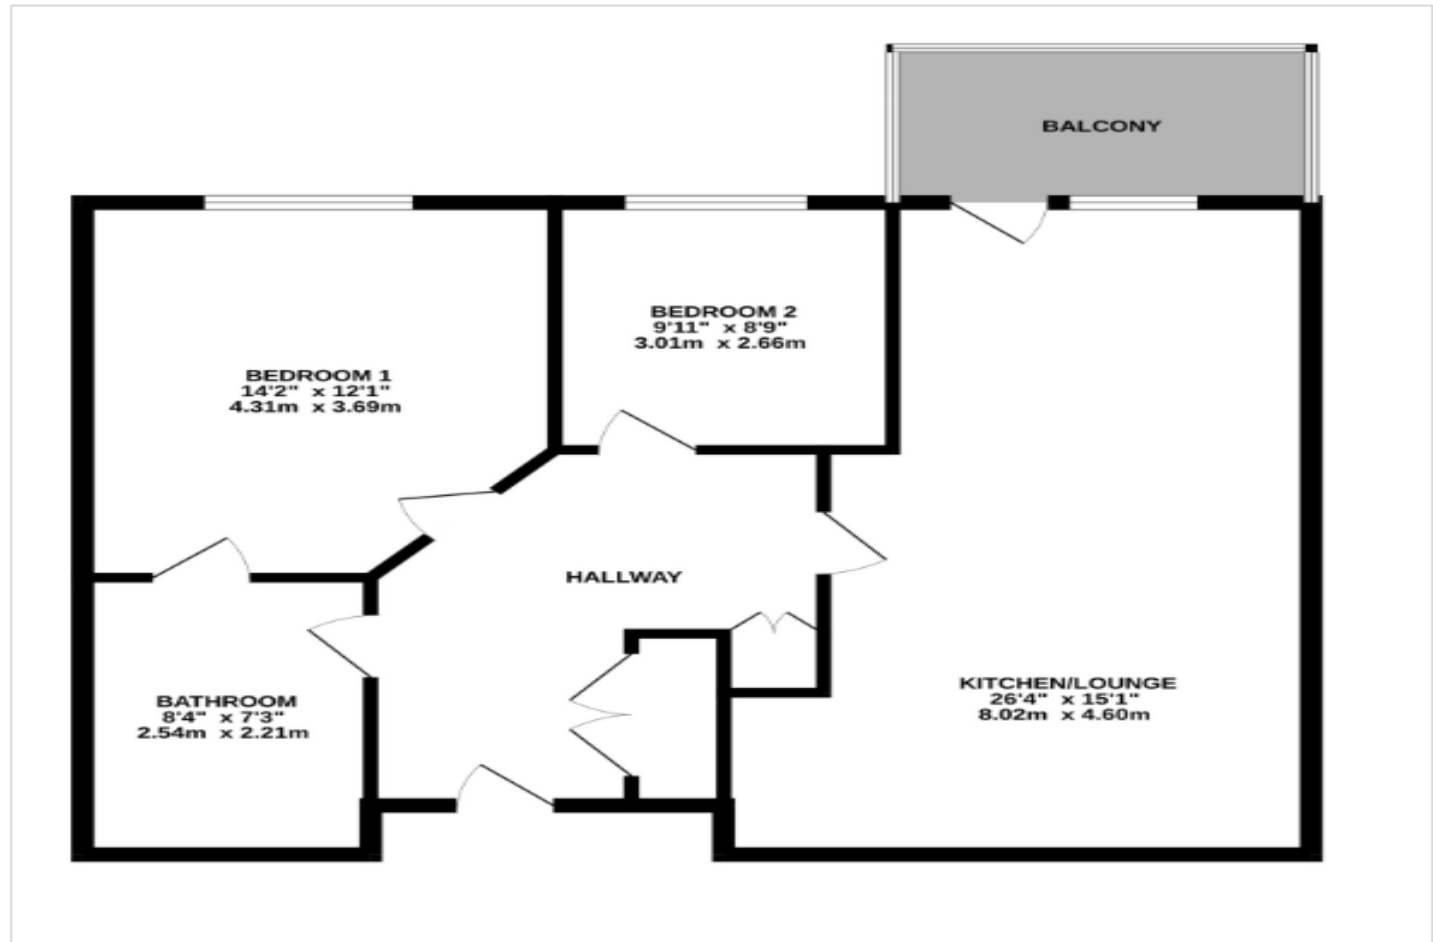 BALCONY
BEDROOM 2
9'11" x 8'9"
3.01m x 2.66m
BEDROOM 1
14'2" x 12'1"
4.31m x 3.69m
HALLWAY
KITCHEN/LOUNGE
26'4" x 15'1"
8.02m x 4.60m
BATHROOM
8'4" x 7'3"
2.54m x 2.21m